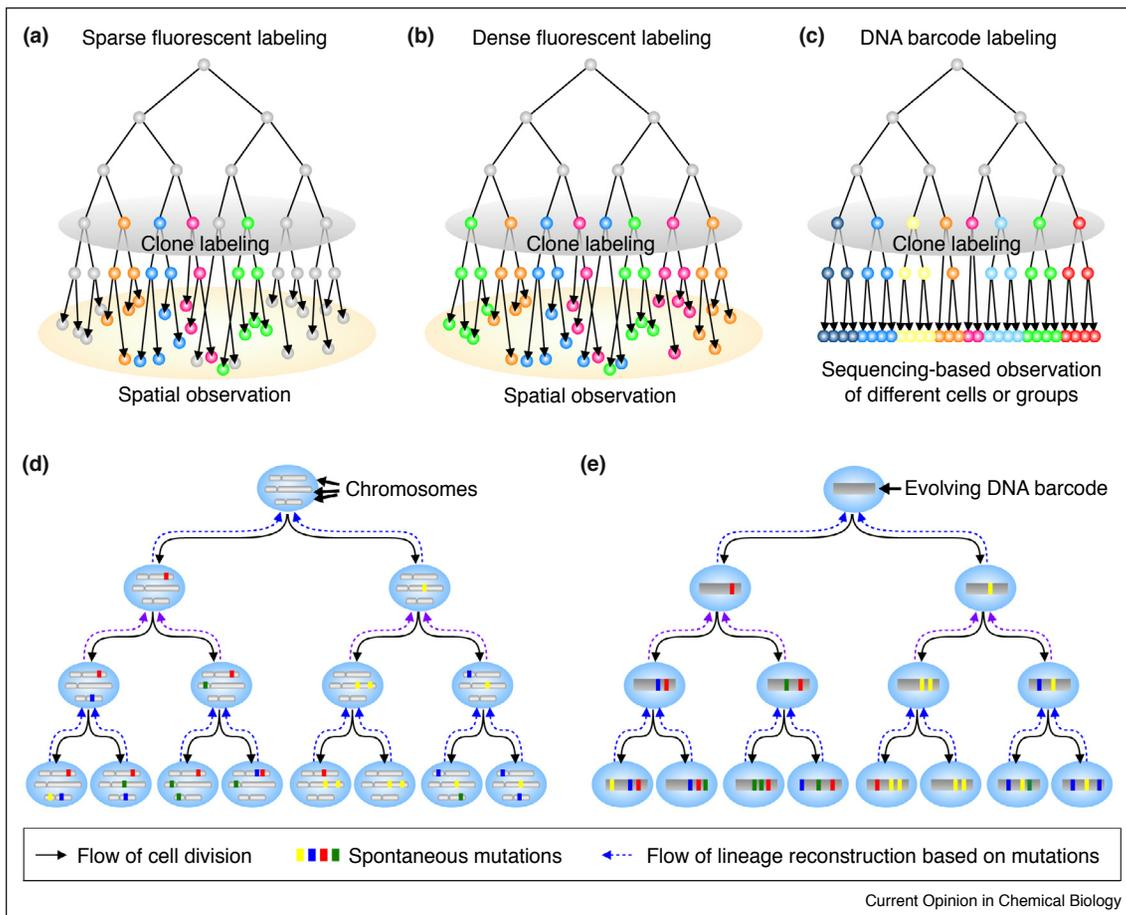 (a) Sparse fluorescent labeling
(b) Dense fluorescent labeling
(c) DNA barcode labeling
Clone labeling
Clone labeling
Clone labeling
Spatial observation
Spatial observation
Sequencing-based observation
of different cells or groups
(d)
Chromosomes
(e)
Evolving DNA barcode
Flow of cell division
Spontaneous mutations
Flow of lineage reconstruction based on mutations
Current Opinion in Chemical Biology